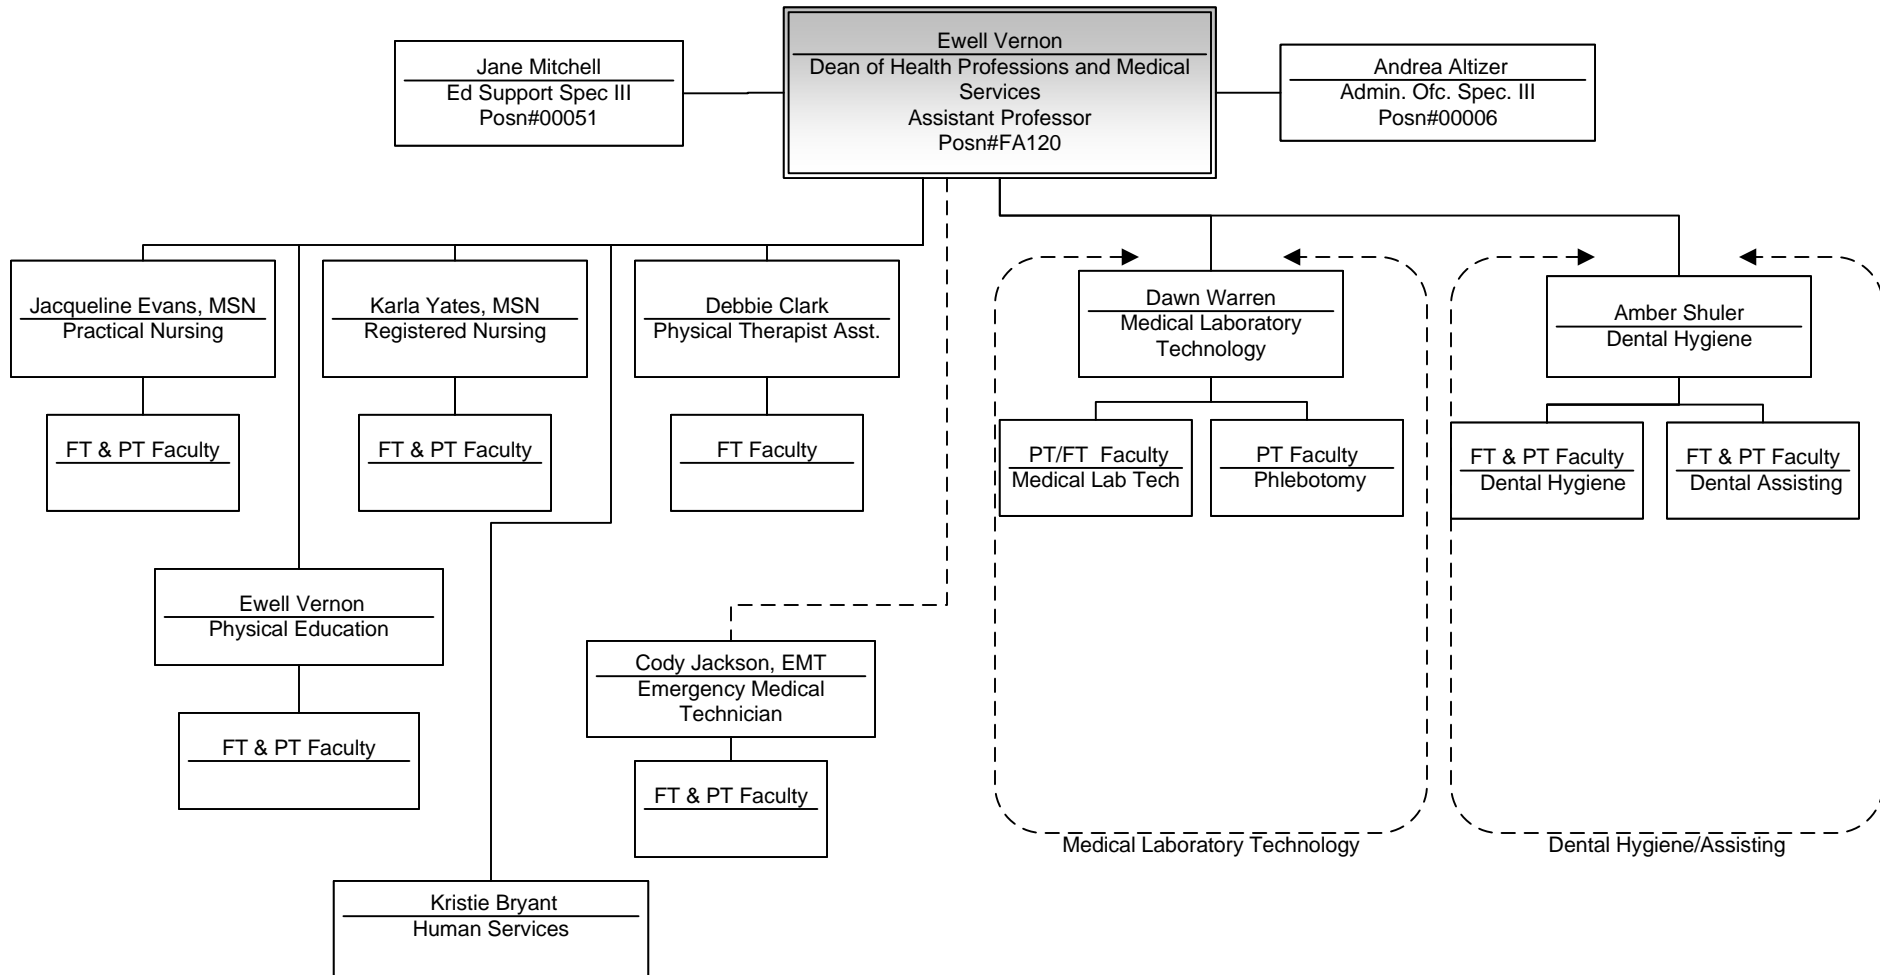 Jane Mitchell
Ed Support Spec III
Posn#00051
Ewell Vernon
Dean of Health Professions and Medical
Services
Assistant Professor
Posn#FA120
Andrea Altizer
Admin. Ofc. Spec. III
Posn#00006
Jacqueline Evans, MSN
Practical Nursing
Karla Yates, MSN
Registered Nursing
Debbie Clark
Physical Therapist Asst.
Dawn Warren
Medical Laboratory
Technology
Amber Shuler
Dental Hygiene
FT & PT Faculty
FT & PT Faculty
FT Faculty
PT/FT  Faculty
Medical Lab Tech
PT Faculty
Phlebotomy
FT & PT Faculty
Dental Hygiene
FT & PT Faculty
Dental Assisting
Ewell Vernon
Physical Education
Cody Jackson, EMT
Emergency Medical
Technician
FT & PT Faculty
FT & PT Faculty
Medical Laboratory Technology
Dental Hygiene/Assisting
Kristie Bryant
Human Services